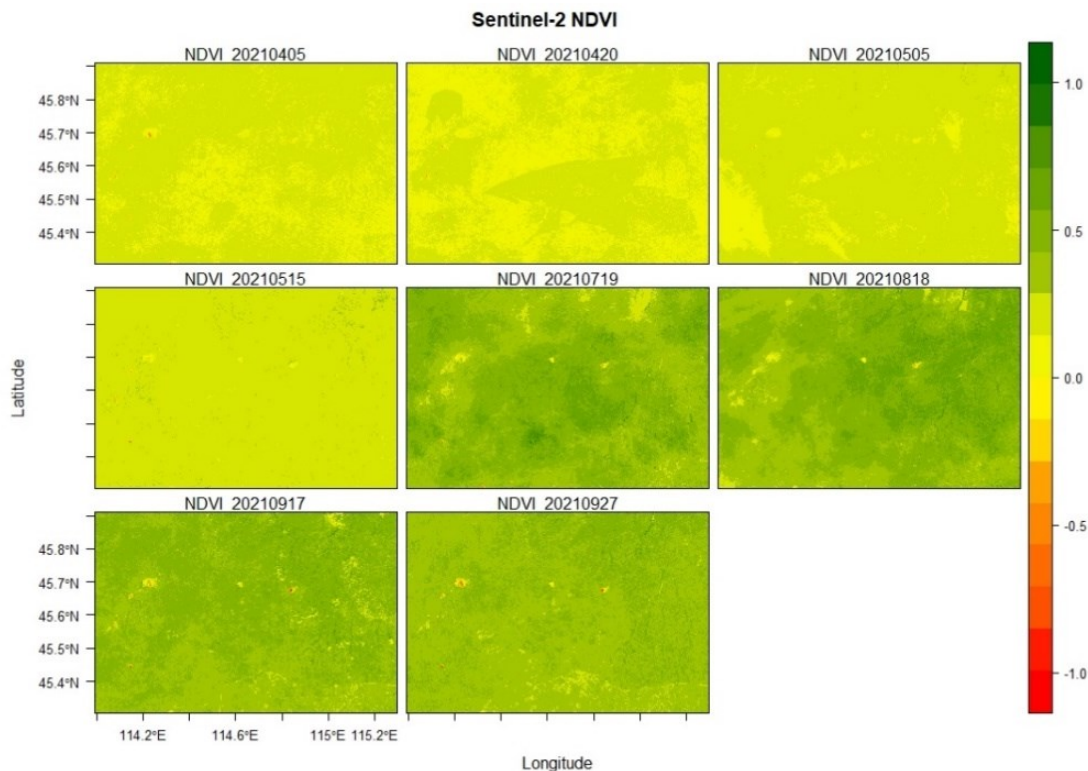 Sentinel-2 NDVI
NDVI_20210405 NDVI_20210420 NDVI_20210505
45.8°N
45.7°N
45.6°N
45.5°N
45.4°N
NDVI_20210515 NDVI_20210719 NDVI_20210818
Latitude
NDVI_20210917 NDVI_20210927
45.8°N
45.7°N
45.6°N
45.5°N
45.4°N
114.2°E 114.6°E 115°E 115.2°E
Longitude
1.0
0.5
0.0
-0.5
-1.0